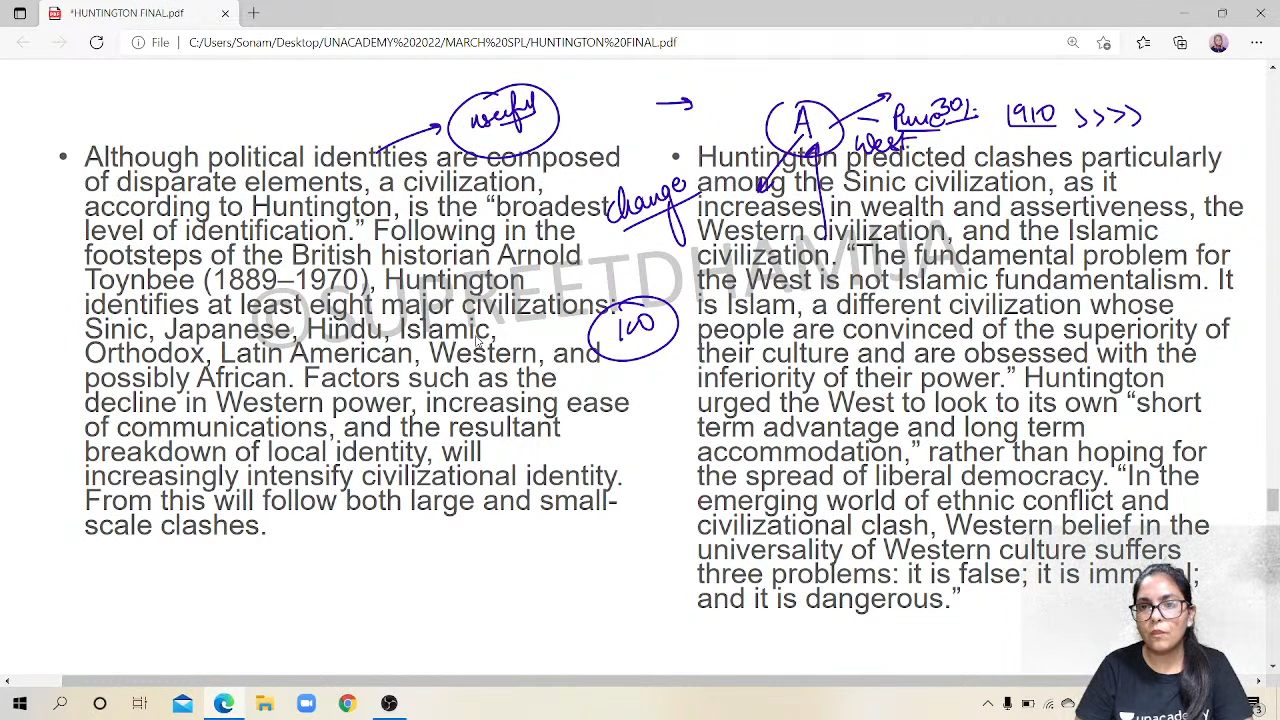 *HUNTINGTON FINAL.pdf
File C:/Users/Sonam/Desktop/UNACADEMY%202022/MARCH%20SPL/HUNTINGTON%20FINAL.pdf
A
30%
1910 >>>>
West
change
100
• Although political identities are composed
of disparate elements, a civilization,
according to Huntington, is the “broadest
level of identification.” Following in the
footsteps of the British historian Arnold
Toynbee (1889–1970), Huntington
identifies at least eight major civilizations:
Sinic, Japanese, Hindu, Islamic,
Orthodox, Latin American, Western, and
possibly African. Factors such as the
decline in Western power, increasing ease
of communications, and the resultant
breakdown of local identity, will
increasingly intensify civilizational identity.
From this will follow both large and small-
scale clashes.
• Huntington predicted clashes particularly
among the Sinic civilization, as it
increases in wealth and assertiveness, the
Western civilization, and the Islamic
civilization. “The fundamental problem for
the West is not Islamic fundamentalism. It
is Islam, a different civilization whose
people are convinced of the superiority of
their culture and are obsessed with the
inferiority of their power.” Huntington
urged the West to look to its own “short
term advantage and long term
accommodation,” rather than hoping for
the spread of liberal democracy. “In the
emerging world of ethnic conflict and
civilizational clash, Western belief in the
universality of Western culture suffers
three problems: it is false; it is immoral;
and it is dangerous.”
©SUPREETDHAMIJA
unacademy